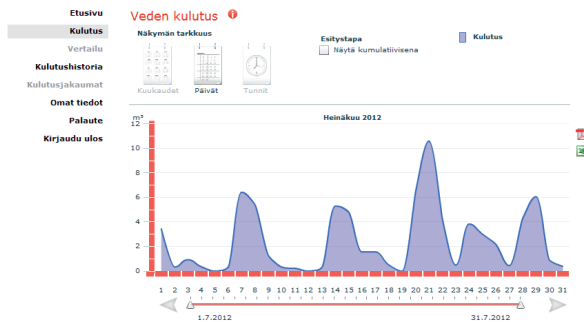 Etusivu
Kulutus
Vertailu
Kulutushistoria
Kulutusjakaumat
Omat tiedot
Palaute
Kirjaudu ulos
Veden kulutus
Näkymän tarkkuus
Kuukaudet
Päivät
Tunnit
Esitystapa
Näytä kumulatiivisena
Kulutus
m³
Heinäkuu 2012
12
10
8
6
4
2
0
1 2 3 4 5 6 7 8 9 10 11 12 13 14 15 16 17 18 19 20 21 22 23 24 25 26 27 28 29 30 31
1.7.2012
31.7.2012